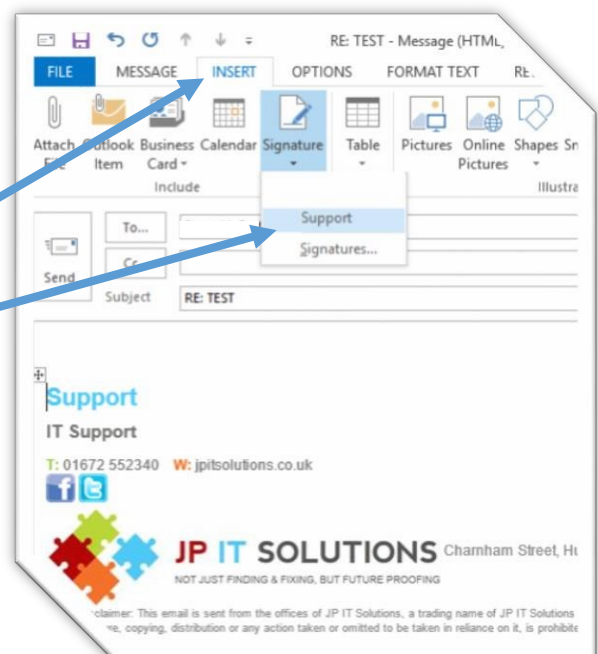 RE: TEST - Message (HTML,
FILE MESSAGE INSERT OPTIONS FORMAT TEXT
Attach Outlook Business Calendar Signature Table Pictures Online Shapes
File Item Card Pictures
Include
To...
Support
Cc...
Signatures...
Send
Subject RE: TEST
Support
IT Support
T: 01672 552340 W: jpitsolutions.co.uk
JP IT SOLUTIONS Charnham Street,
NOT JUST FINDING & FIXING, BUT FUTURE PROOFING
This email is sent from the offices of JP IT Solutions, a trading name of JP IT Solutions
copying, distribution or any action taken or omitted to be taken in reliance on it, is